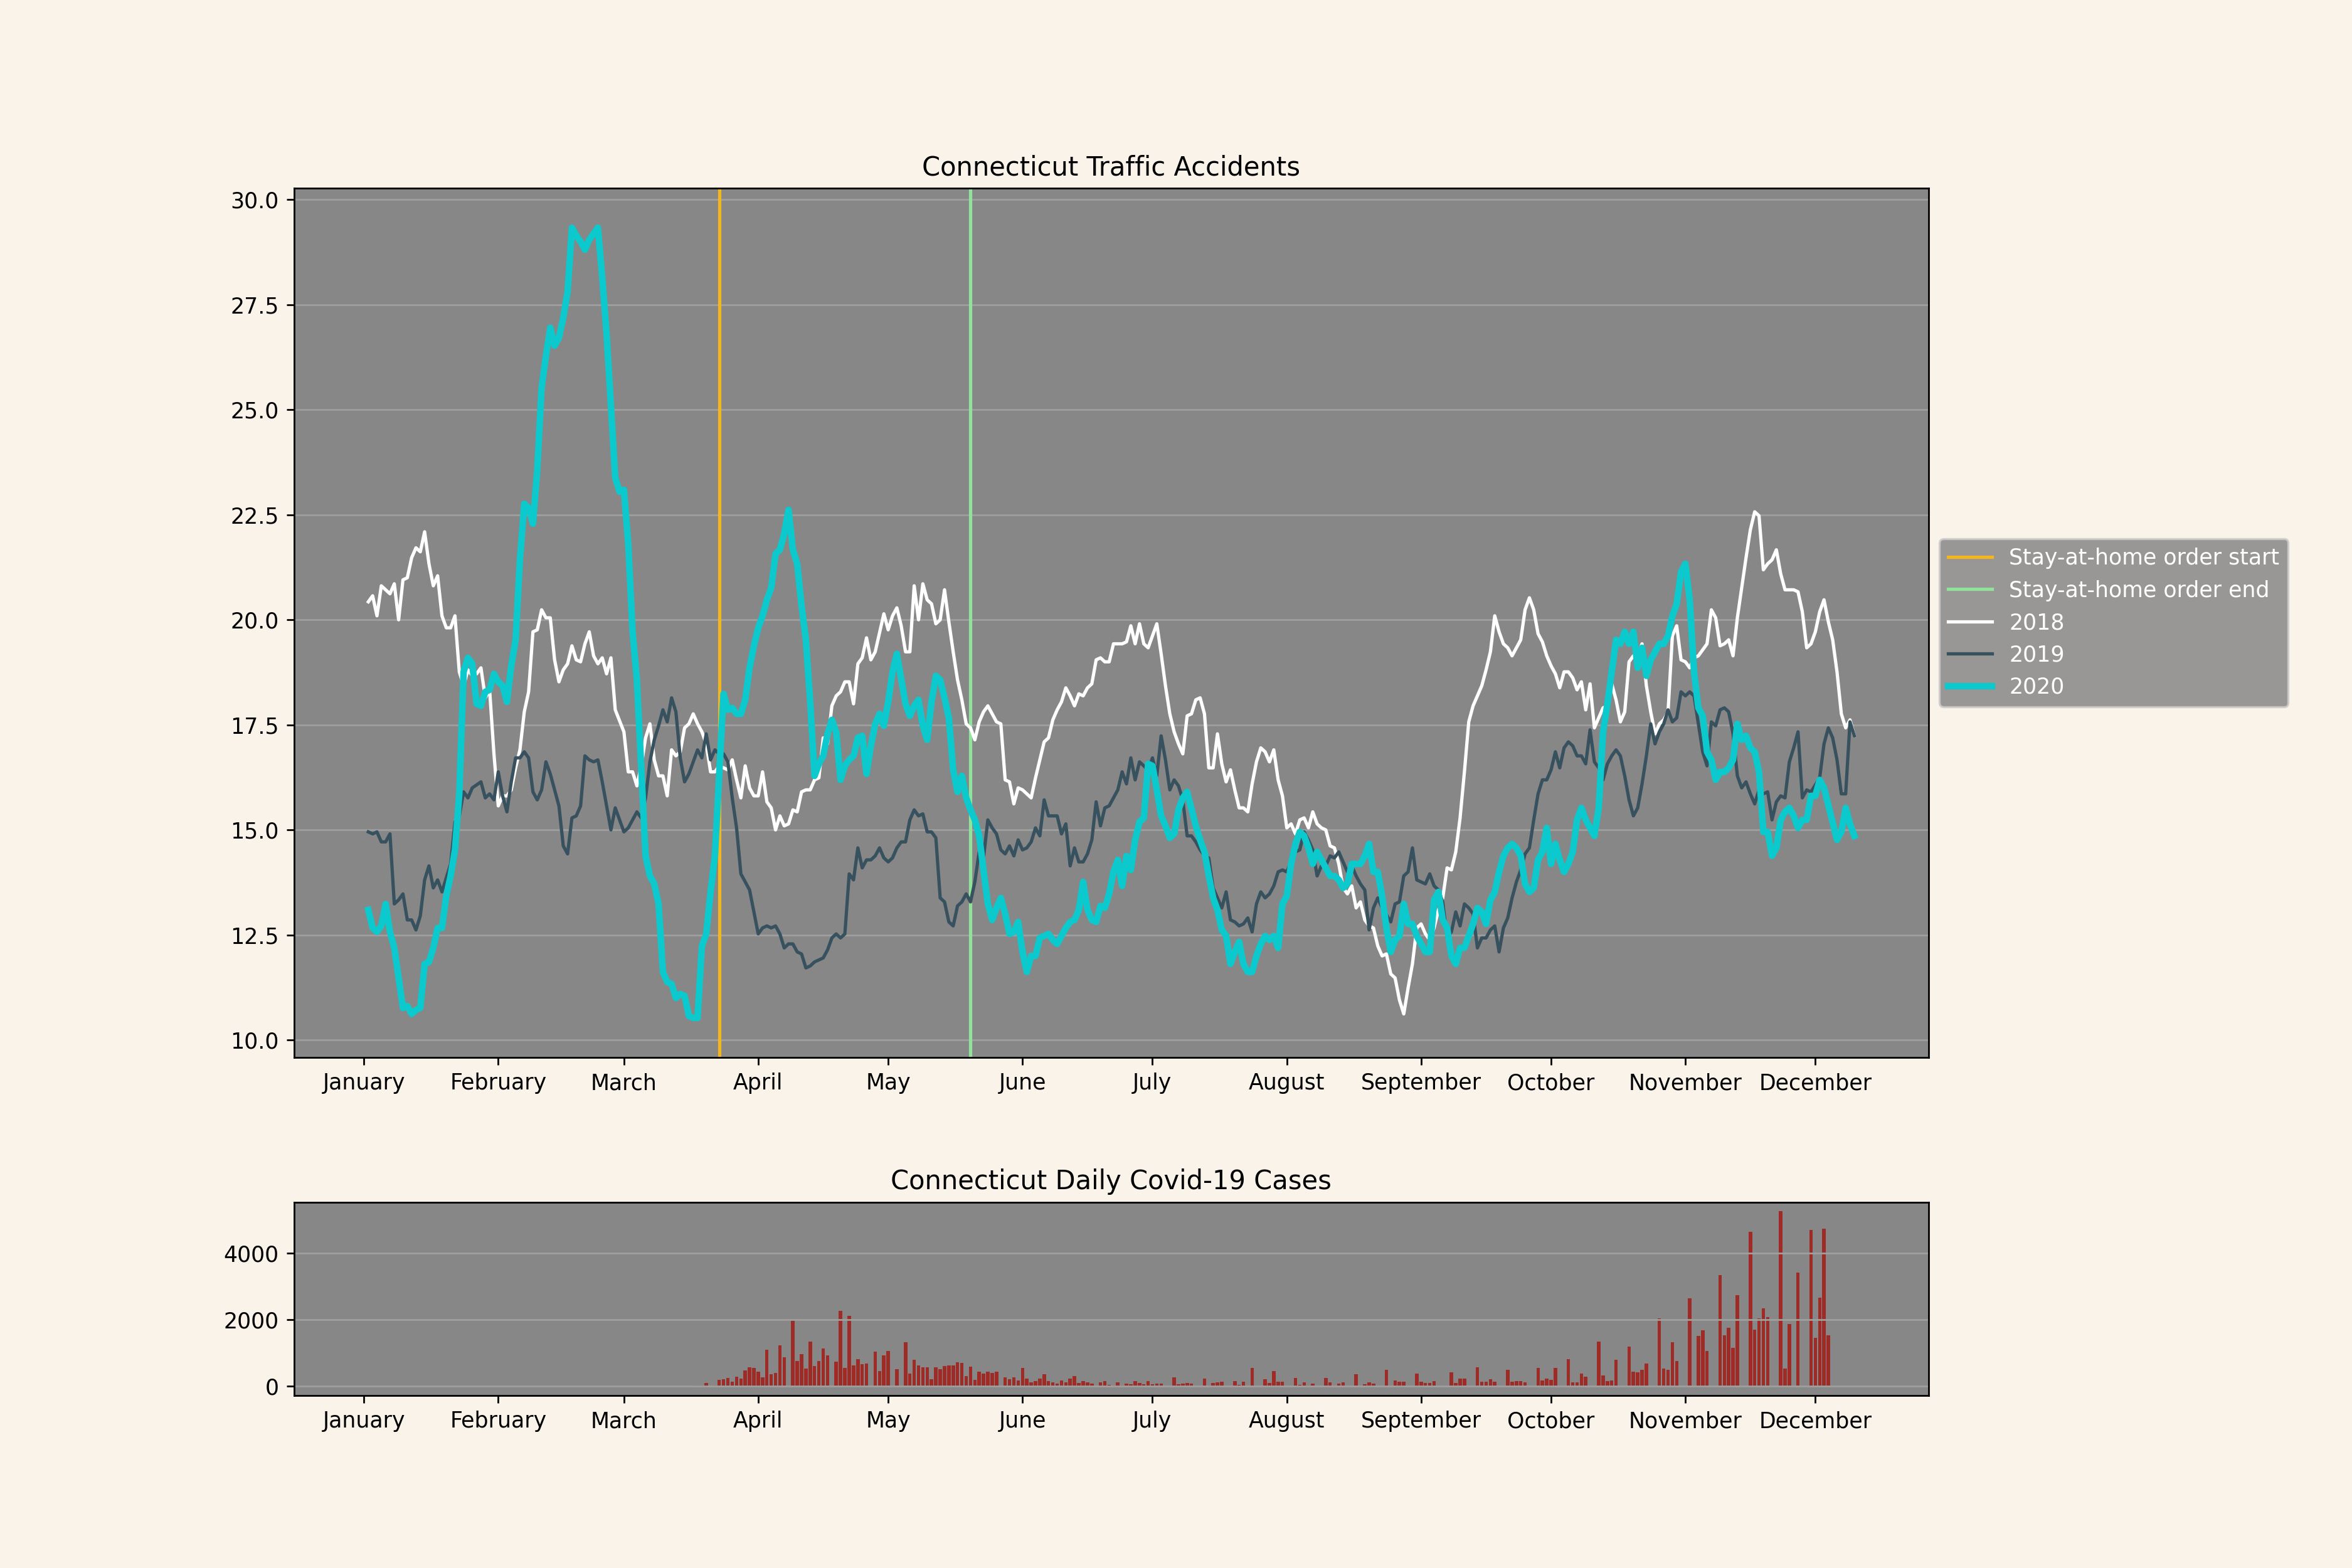 Connecticut Traffic Accidents
30.0
27.5
25.0
22.5
20.0
17.5
15.0
12.5
10.0
January February March April May June July August September October November December
Stay-at-home order start
Stay-at-home order end
2018
2019
2020
Connecticut Daily Covid-19 Cases
4000
2000
0
January February March April May June July August September October November December